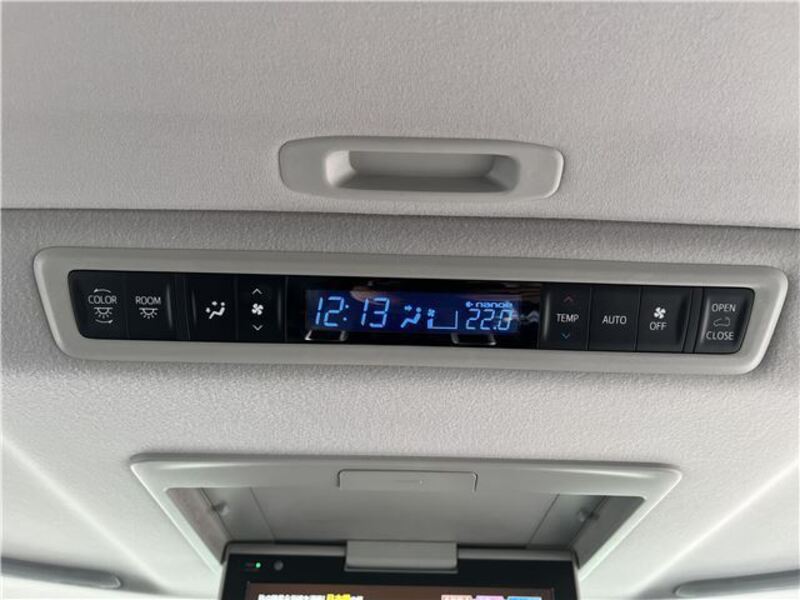 COLOR
ROOM
12:13
nanoe
22.0
TEMP
AUTO
OFF
OPEN
CLOSE